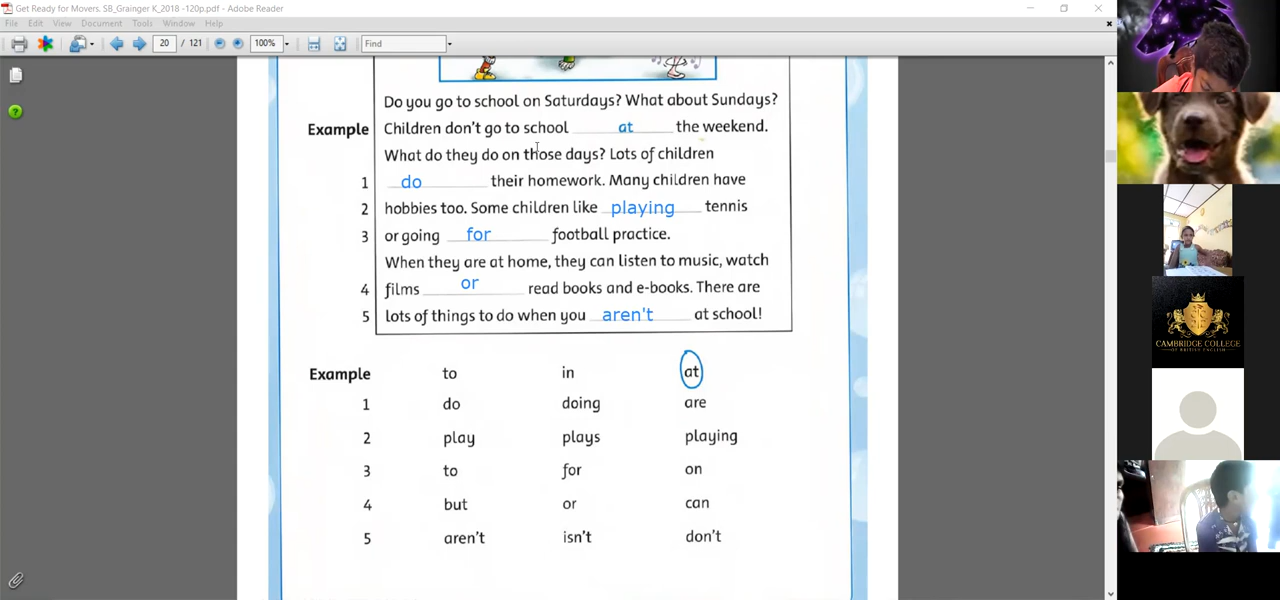 Get Ready for Movers. SB_Grainger K_2018 -120p.pdf - Adobe Reader
File Edit View Document Tools Window Help
20 / 121 100% Find
Do you go to school on Saturdays? What about Sundays?
Example Children don't go to school at the weekend.
What do they do on those days? Lots of children
1 do their homework. Many children have
2 hobbies too. Some children like playing tennis
3 or going for football practice.
When they are at home, they can listen to music, watch
4 films or read books and e-books. There are
5 lots of things to do when you aren't at school!
Example to in at
1 do doing are
2 play plays playing
3 to for on
4 but or can
5 aren't isn't don't
CAMBRIDGE COLLEGE
OF BRITISH ENGLISH